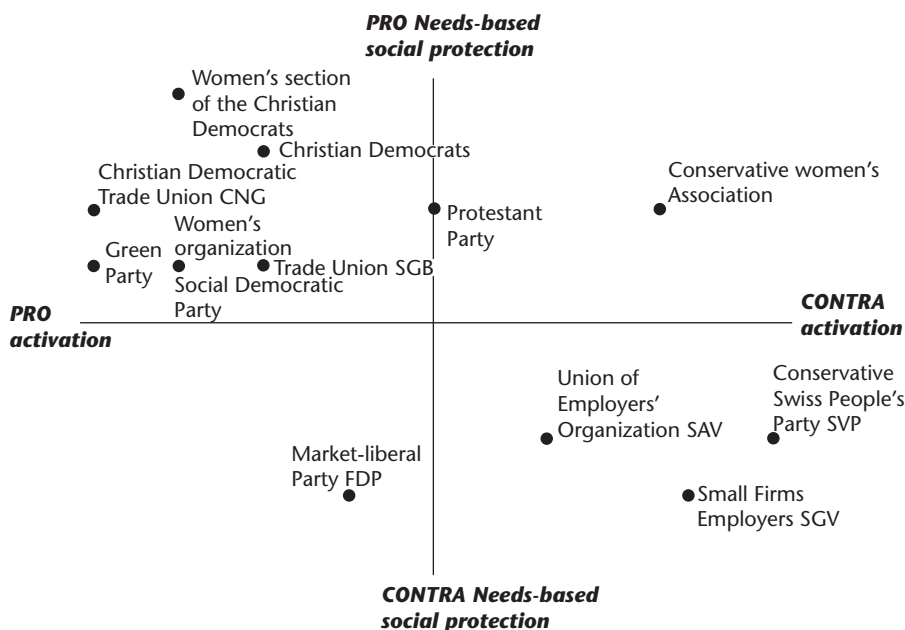 PRO Needs-based
social protection
Women's section
of the Christian
Democrats
Christian Democrats
Christian Democratic
Trade Union CNG
Conservative women's
Association
Women's
organization
Protestant
Party
Green
Party
Trade Union SGB
Social Democratic
Party
PRO
activation
CONTRA
activation
Union of
Employers'
Organization SAV
Conservative
Swiss People's
Party SVP
Market-liberal
Party FDP
Small Firms
Employers SGV
CONTRA Needs-based
social protection